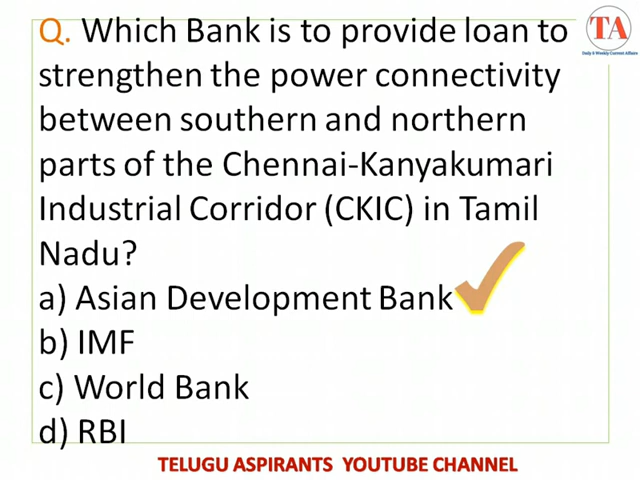 Q. Which Bank is to provide loan to
strengthen the power connectivity
between southern and northern
parts of the Chennai-Kanyakumari
Industrial Corridor (CKIC) in Tamil
Nadu?
a) Asian Development Bank
b) IMF
c) World Bank
d) RBI
TELUGU ASPIRANTS YOUTUBE CHANNEL
TA
Daily & Weekly Current Affairs